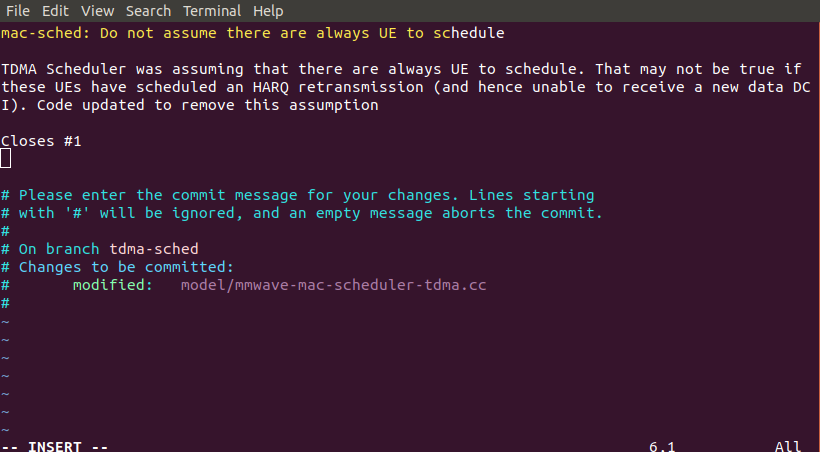 File Edit View Search Terminal Help
mac-sched: Do not assume there are always UE to schedule
TDMA Scheduler was assuming that there are always UE to schedule. That may not be true if
these UEs have scheduled an HARQ retransmission (and hence unable to receive a new data DC
I). Code updated to remove this assumption
Closes #1
# Please enter the commit message for your changes. Lines starting
# with '#' will be ignored, and an empty message aborts the commit.
#
# On branch tdma-sched
# Changes to be committed:
#       modified:   model/mmwave-mac-scheduler-tdma.cc
#
~
~
~
~
~
~
~
-- INSERT -- 6,1 All